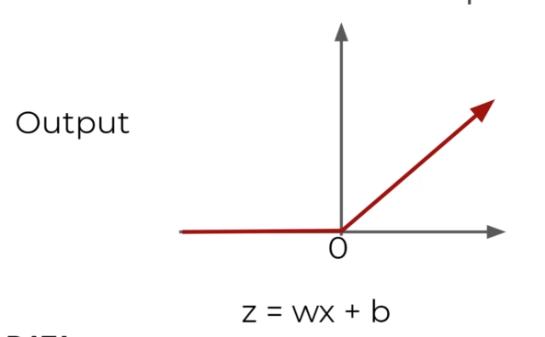 Output
0
z = wx + b